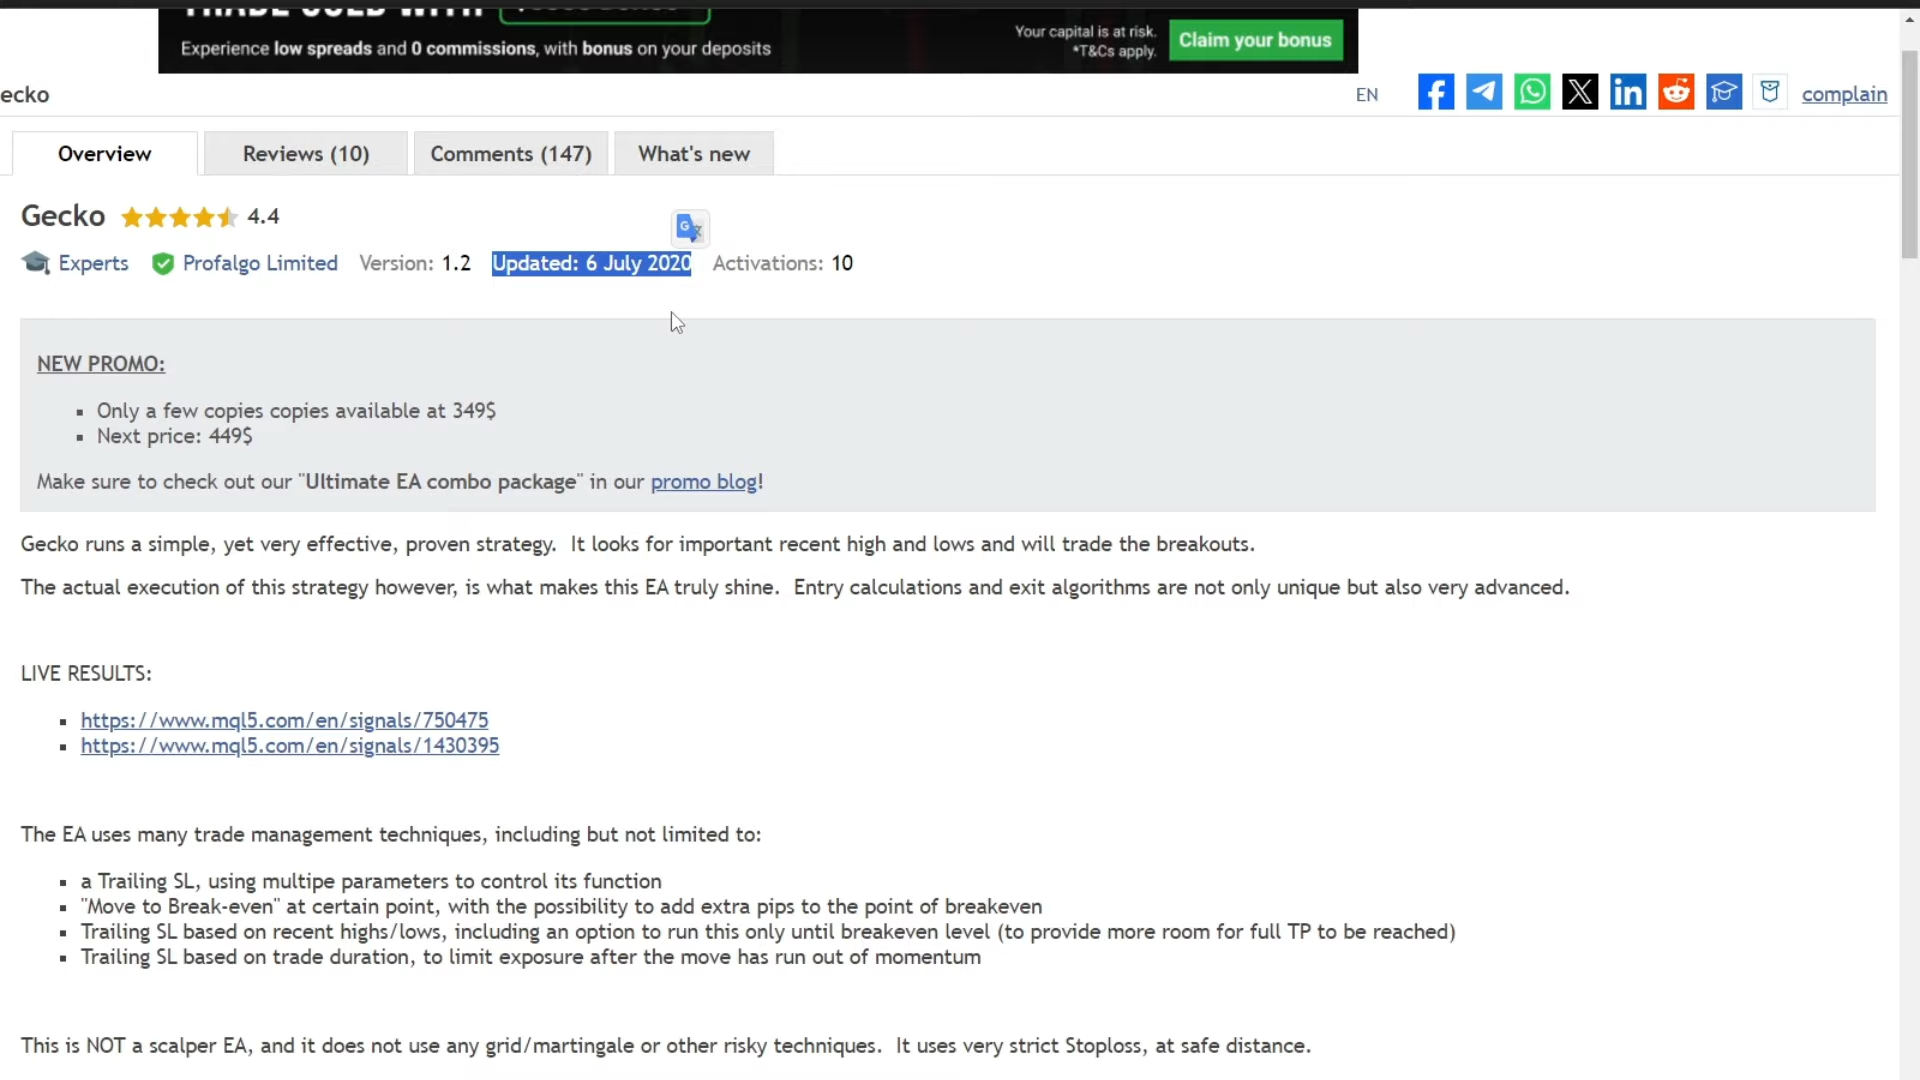 TRADE GOLD WITH
Experience low spreads and 0 commissions, with bonus on your deposits
Your capital is at risk.
*T&Cs apply.
Claim your bonus
ecko
EN
complain
Overview
Reviews (10)
Comments (147)
What's new
Gecko 4.4
Experts Profalgo Limited Version: 1.2 Updated: 6 July 2020 Activations: 10
NEW PROMO:
▪ Only a few copies copies available at 349$
▪ Next price: 449$
Make sure to check out our "Ultimate EA combo package" in our promo blog!
Gecko runs a simple, yet very effective, proven strategy.  It looks for important recent high and lows and will trade the breakouts.
The actual execution of this strategy however, is what makes this EA truly shine.  Entry calculations and exit algorithms are not only unique but also very advanced.
LIVE RESULTS:
▪ https://www.mql5.com/en/signals/750475
▪ https://www.mql5.com/en/signals/1430395
The EA uses many trade management techniques, including but not limited to:
▪ a Trailing SL, using multipe parameters to control its function
▪ "Move to Break-even" at certain point, with the possibility to add extra pips to the point of breakeven
▪ Trailing SL based on recent highs/lows, including an option to run this only until breakeven level (to provide more room for full TP to be reached)
▪ Trailing SL based on trade duration, to limit exposure after the move has run out of momentum
This is NOT a scalper EA, and it does not use any grid/martingale or other risky techniques.  It uses very strict Stoploss, at safe distance.